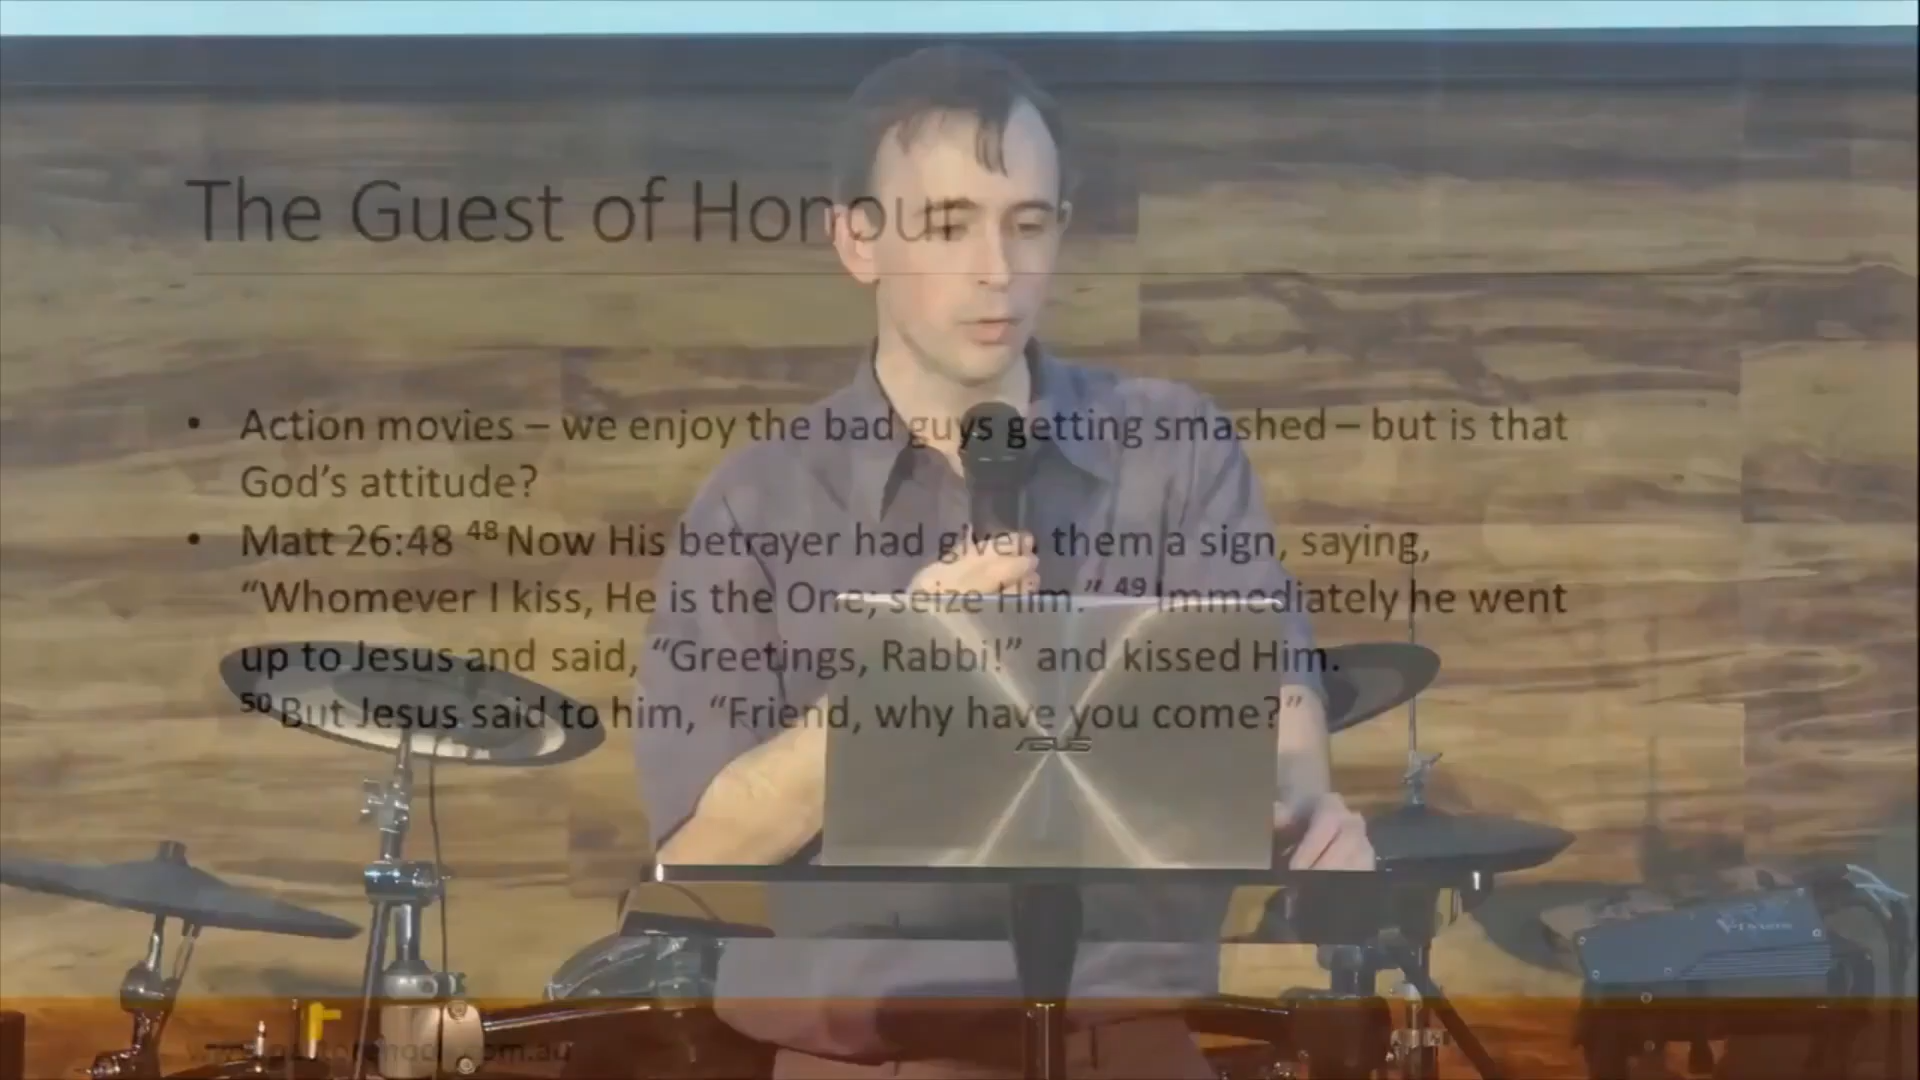 The Guest of Honour
• Action movies – we enjoy the bad guys getting smashed – but is that
God’s attitude?
• Matt 26:48 ⁴⁸ Now His betrayer had given them a sign, saying,
“Whomever I kiss, He is the One; seize Him.” ⁴⁹ Immediately he went
up to Jesus and said, “Greetings, Rabbi!” and kissed Him.
⁵⁰ But Jesus said to him, “Friend, why have you come?”
ASUS
V-Drums